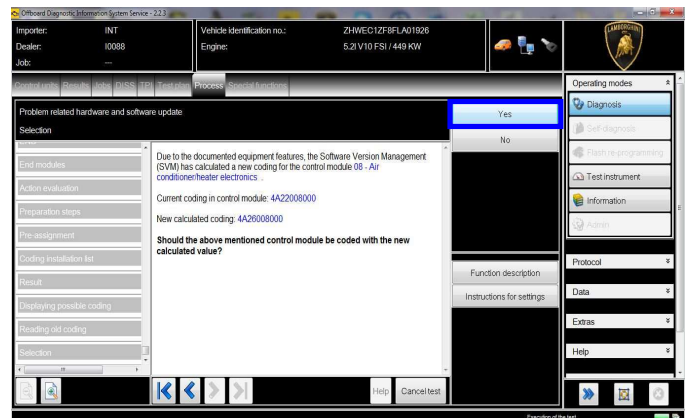 Offboard Diagnostic Information System Service - 2.2.3
Importer: INT
Dealer: I0088
Job: ---
Vehicle identification no.: ZHWEC1ZF8FLA01926
Engine: 5.2l V10 FSI / 449 KW
LAMBORGHINI
Control units Results Jobs DISS TPI Test plan Process Special functions
Problem related hardware and software update
Selection
End modules
Action evaluation
Preparation steps
Pre-assignment
Coding installation list
Result
Displaying possible coding
Reading old coding
Selection
Due to the documented equipment features, the Software Version Management
(SVM) has calculated a new coding for the control module 08 - Air
conditioner/heater electronics .
Current coding in control module: 4A22008000
New calculated coding: 4A26008000
Should the above mentioned control module be coded with the new
calculated value?
Yes
No
Function description
Instructions for settings
Help
Cancel test
Operating modes
Diagnosis
Self-diagnosis
Flash re-programming
Test instrument
Information
Admin
Protocol
Data
Extras
Help
Execution of the test